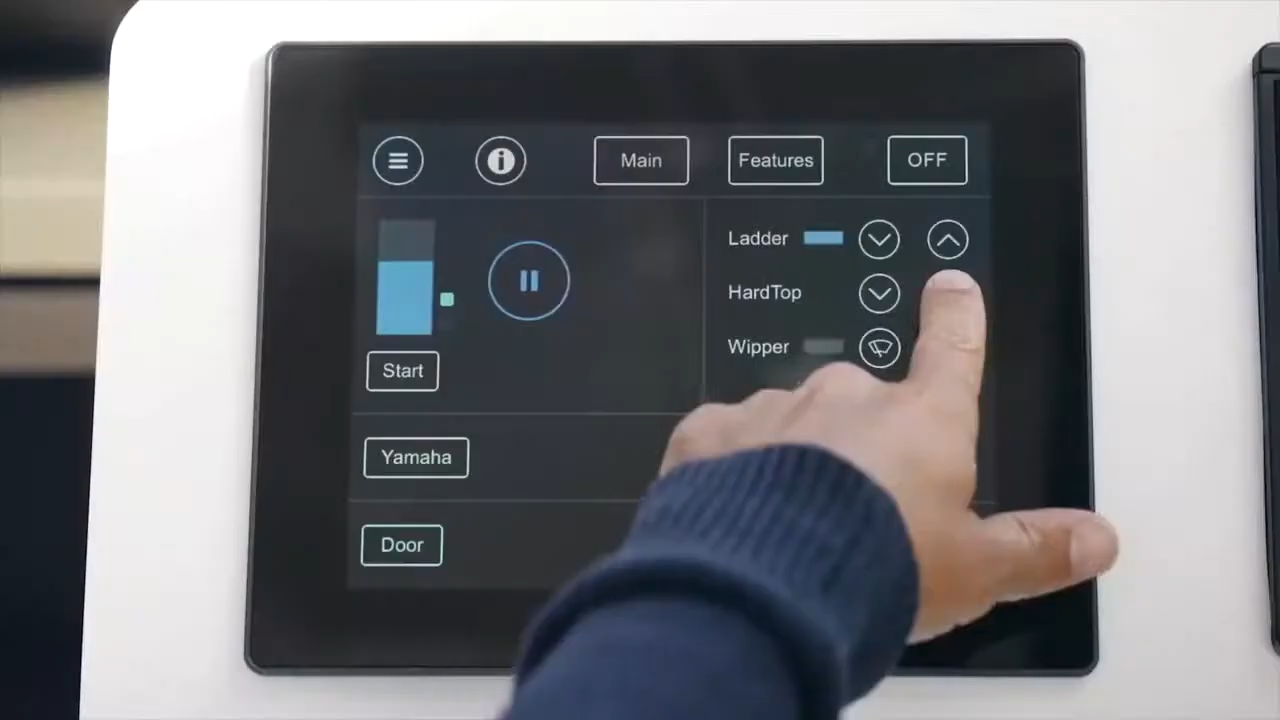 Main
Features
OFF
Ladder
HardTop
Wipper
Start
Yamaha
Door